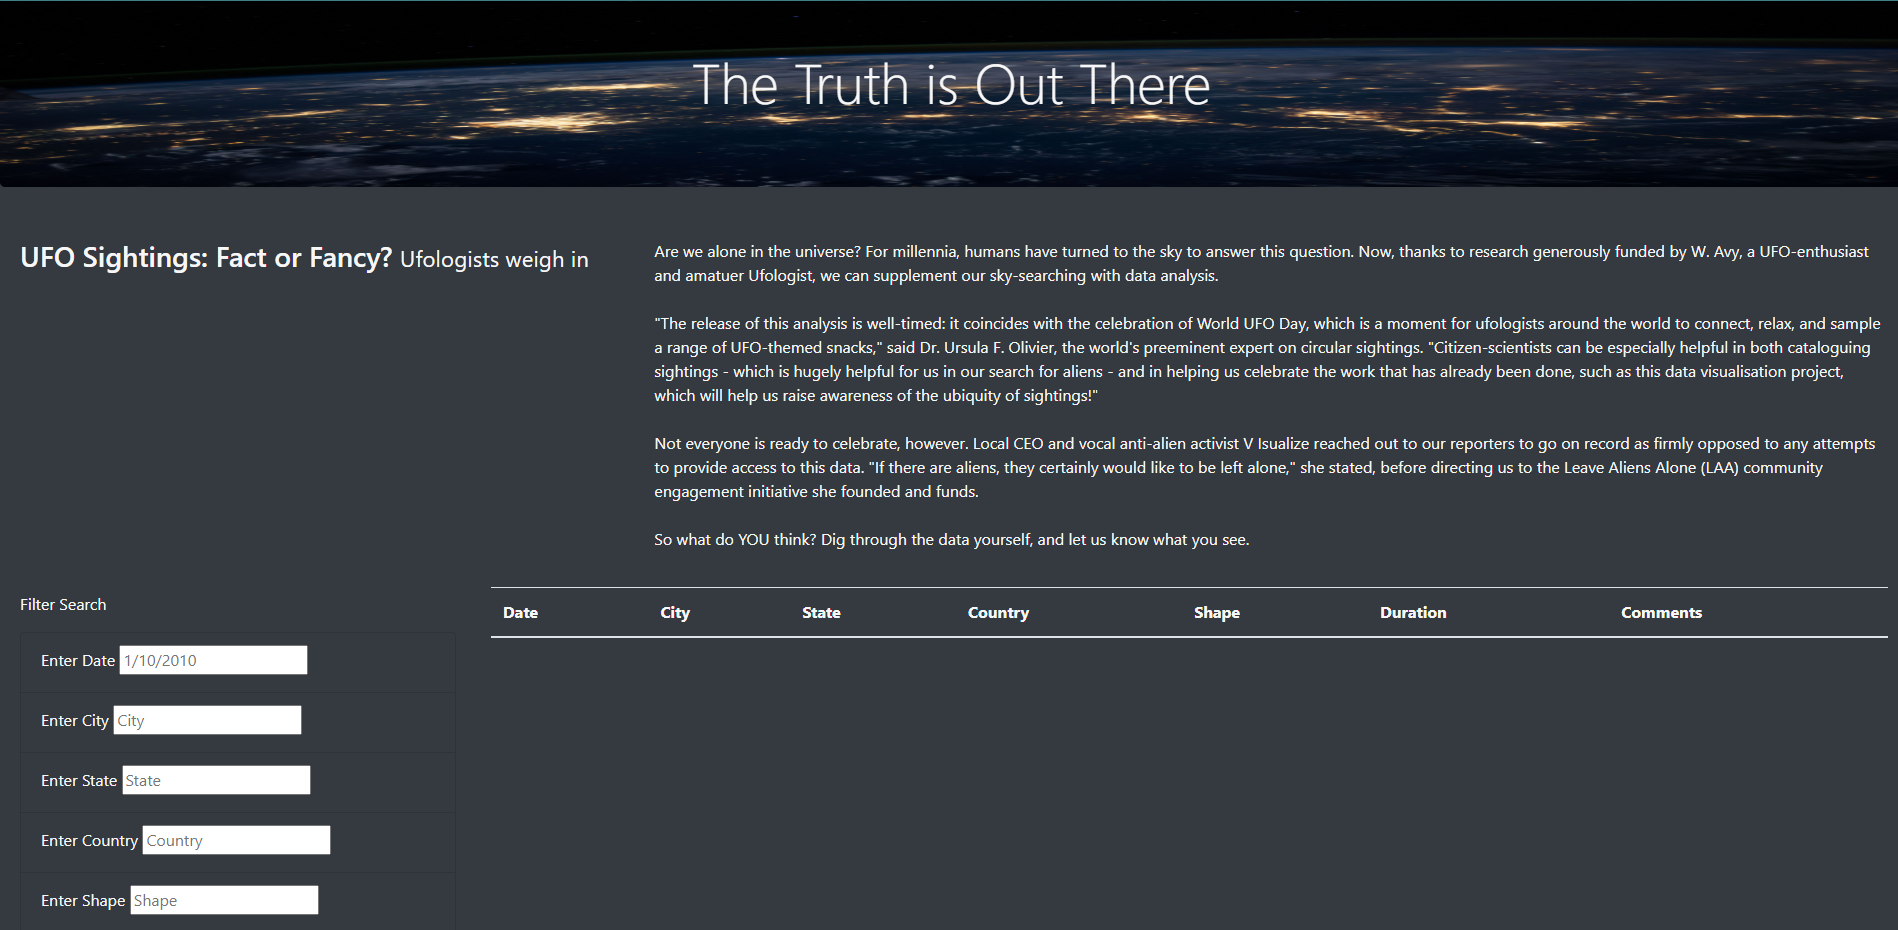 The Truth is Out There
UFO Sightings: Fact or Fancy? Ufologists weigh in
Are we alone in the universe? For millennia, humans have turned to the sky to answer this question. Now, thanks to research generously funded by W. Avy, a UFO-enthusiast
and amatuer Ufologist, we can supplement our sky-searching with data analysis.
"The release of this analysis is well-timed: it coincides with the celebration of World UFO Day, which is a moment for ufologists around the world to connect, relax, and sample
a range of UFO-themed snacks," said Dr. Ursula F. Olivier, the world's preeminent expert on circular sightings. "Citizen-scientists can be especially helpful in both cataloguing
sightings - which is hugely helpful for us in our search for aliens - and in helping us celebrate the work that has already been done, such as this data visualisation project,
which will help us raise awareness of the ubiquity of sightings!"
Not everyone is ready to celebrate, however. Local CEO and vocal anti-alien activist V Isualize reached out to our reporters to go on record as firmly opposed to any attempts
to provide access to this data. "If there are aliens, they certainly would like to be left alone," she stated, before directing us to the Leave Aliens Alone (LAA) community
engagement initiative she founded and funds.
So what do YOU think? Dig through the data yourself, and let us know what you see.
Filter Search
Enter Date 1/10/2010
Enter City City
Enter State State
Enter Country Country
Enter Shape Shape
Date City State Country Shape Duration Comments